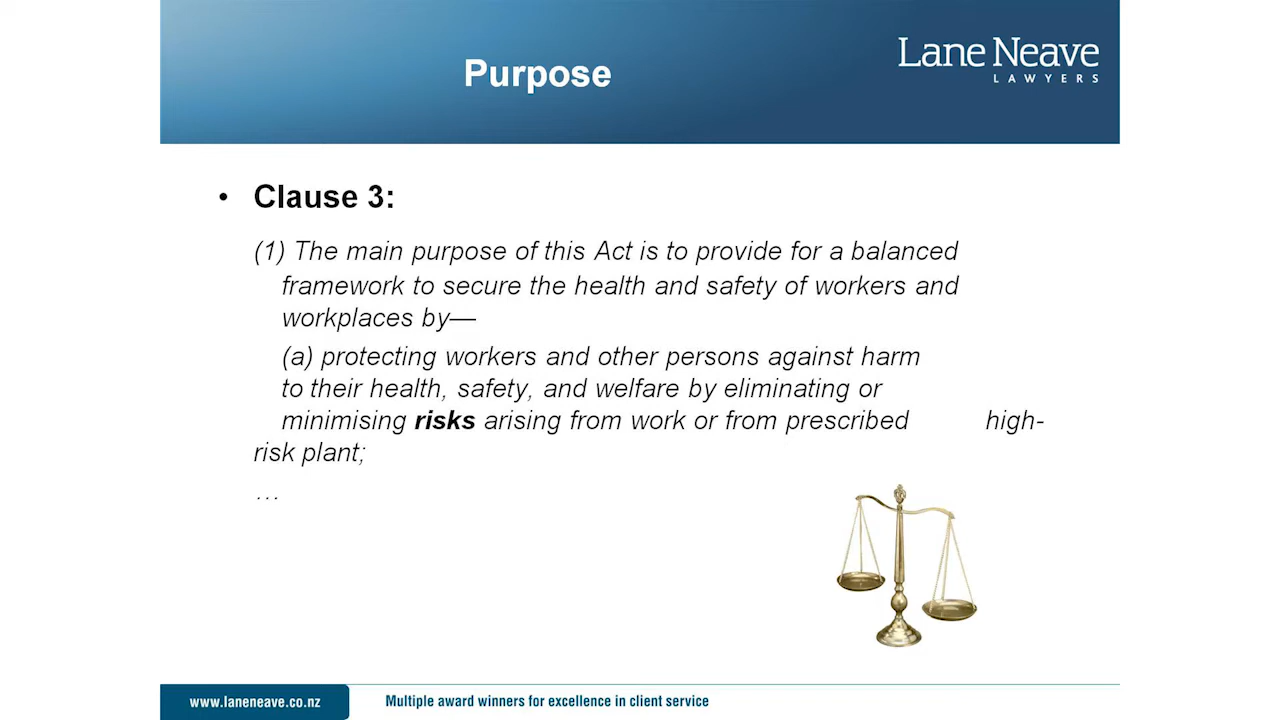 Purpose
Lane Neave
LAWYERS
• Clause 3:
(1) The main purpose of this Act is to provide for a balanced
framework to secure the health and safety of workers and
workplaces by—
(a) protecting workers and other persons against harm
to their health, safety, and welfare by eliminating or
minimising risks arising from work or from prescribed high-
risk plant;
…
www.laneneave.co.nz
Multiple award winners for excellence in client service